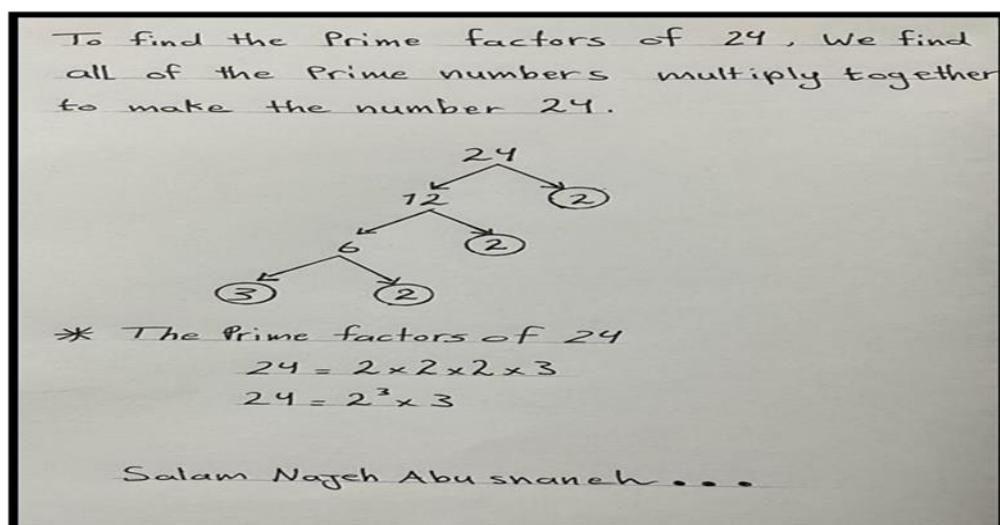 To find the Prime factors of 24, We find
all of the Prime numbers multiply together
to make the number 24.
24
12 2
6 2
3 2
* The Prime factors of 24
24 = 2 × 2 × 2 × 3
24 = 2³ × 3
Salam Najeh Abusnaneh...